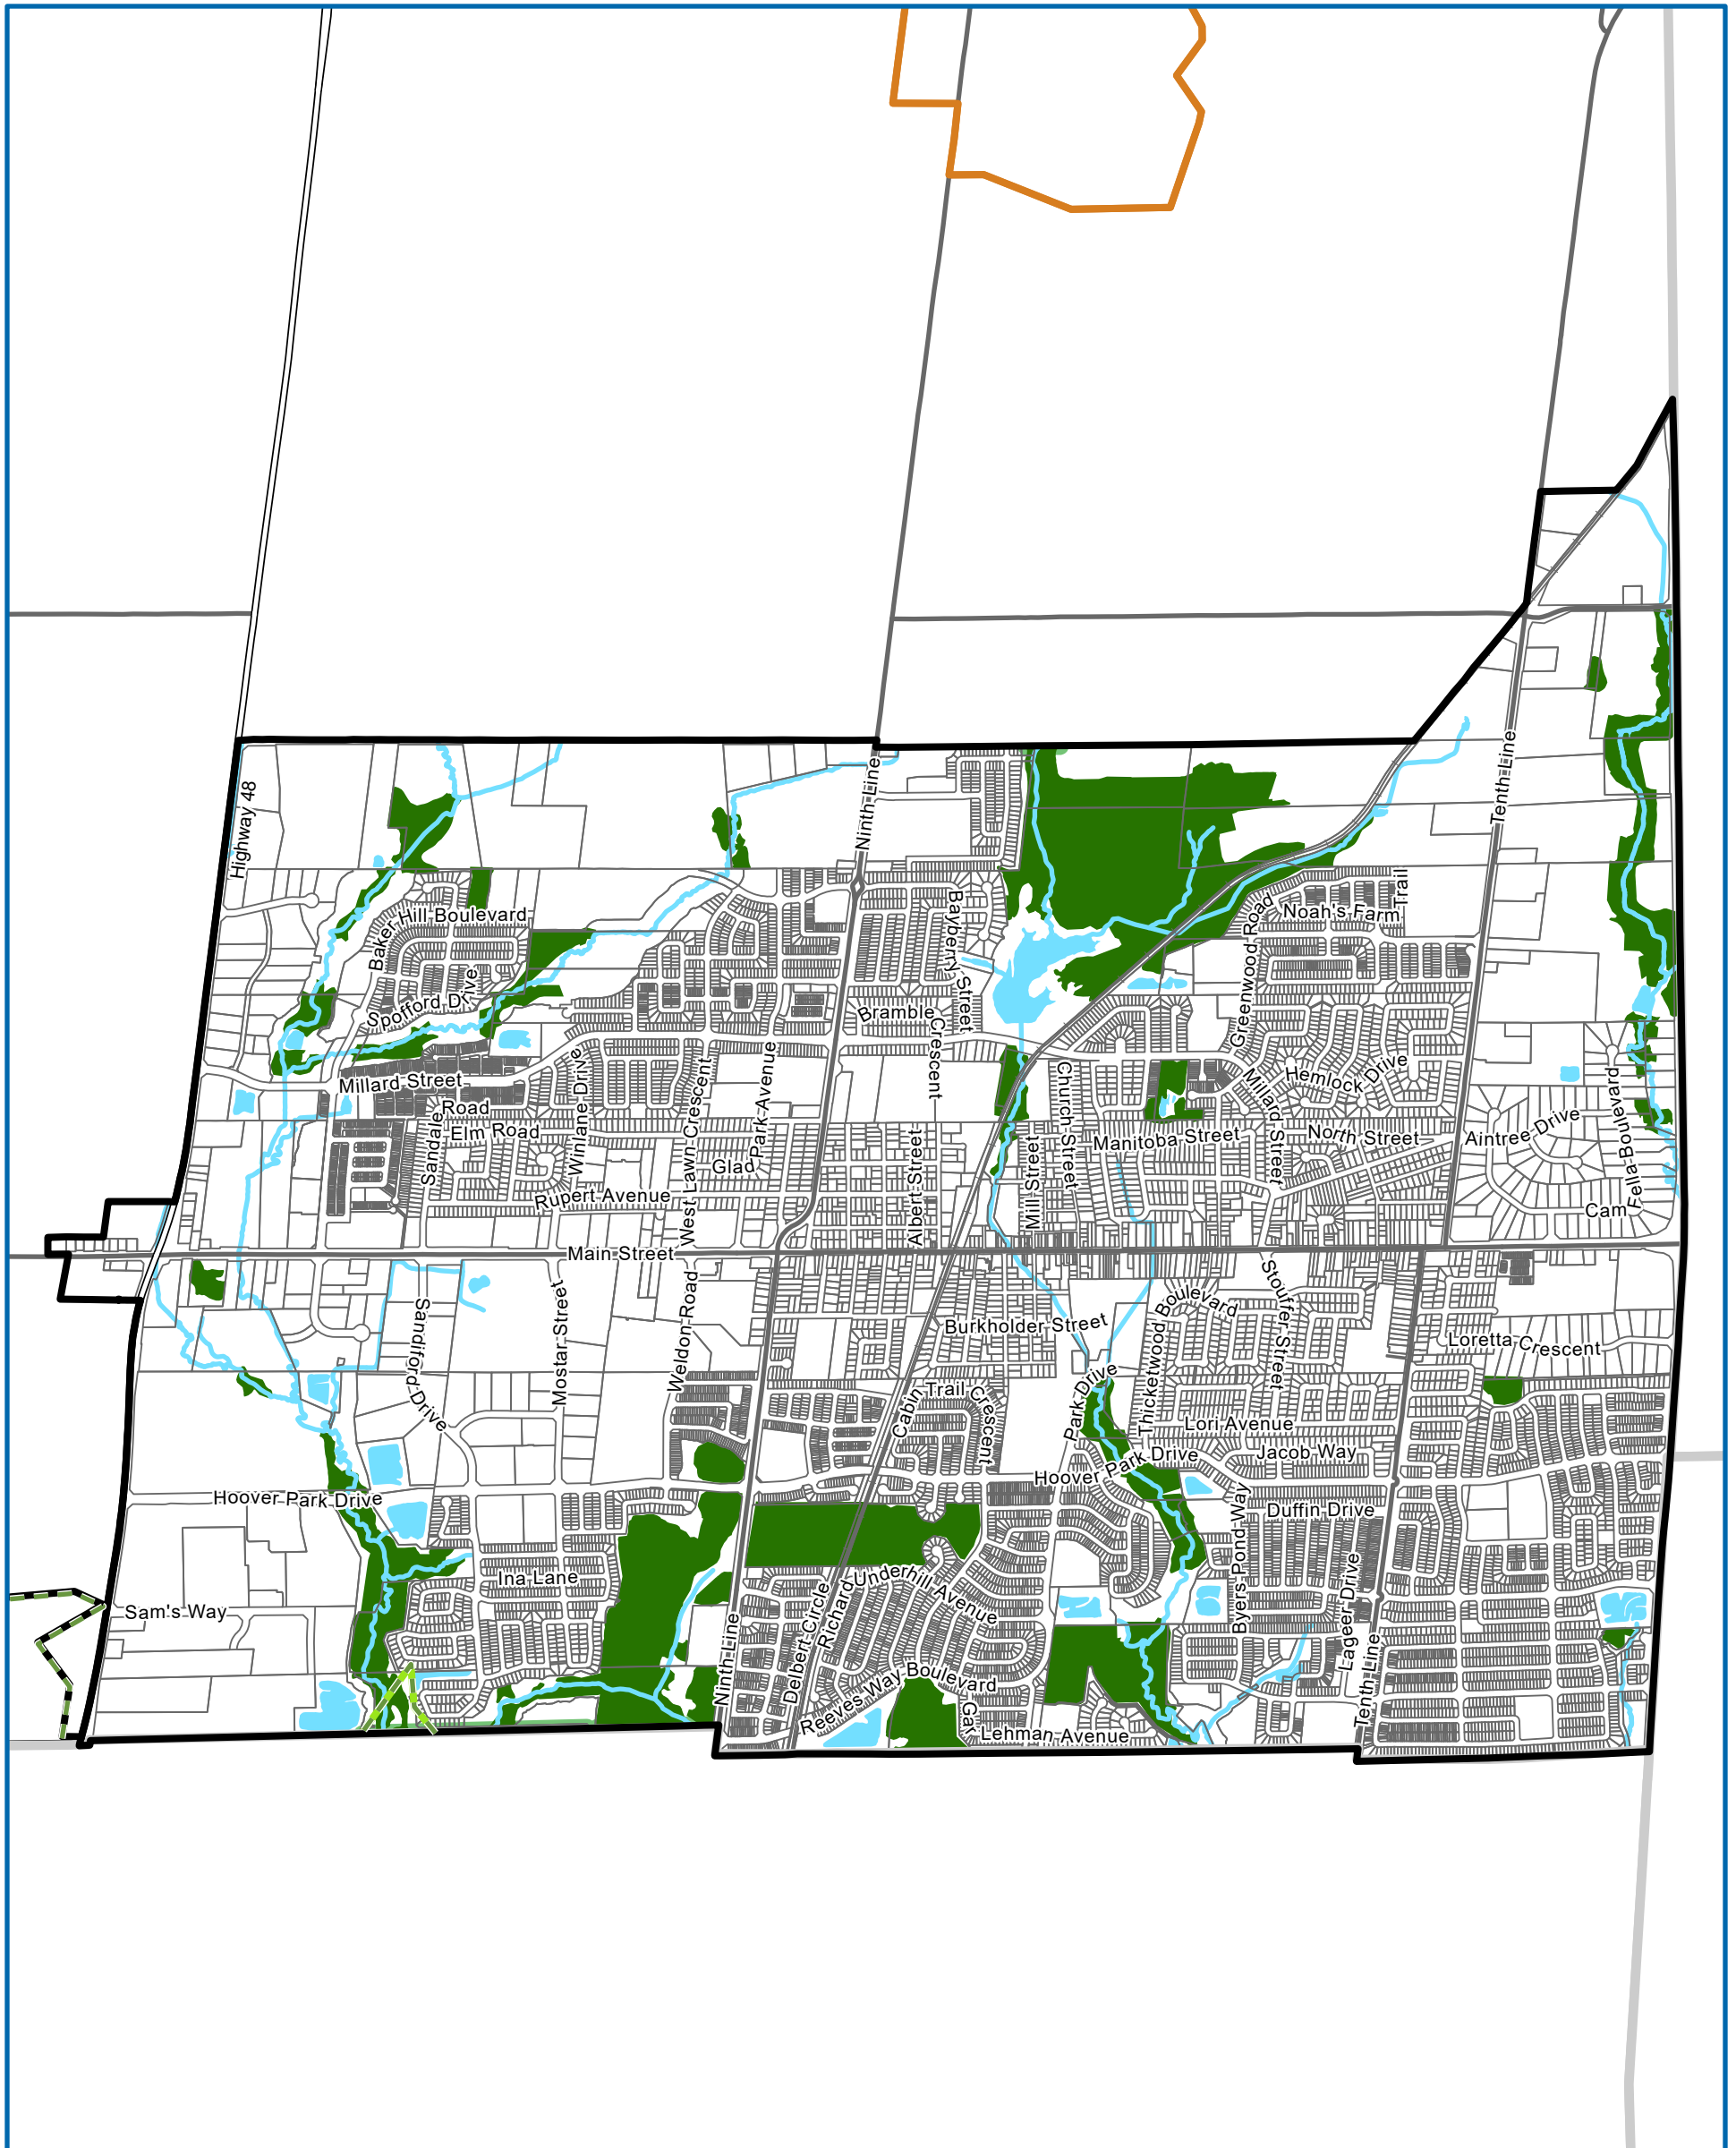 Highway 48
Ninth Line
Tenth Line
Baker
Hill Boulevard
Bayberry Street
Noah's Farm
Trail
Greenwood Road
Spofford Drive
Bramble
Crescent
Millard Street
Winlane Drive
West Lawn Crescent
Park Avenue
Church Street
Hemlock Drive
Millard Street
Road
Elm Road
Sandale
Glad
Albert Street
Mill Street
Manitoba Street
North Street
Aintree Drive
Fella Boulevard
Rupert Avenue
Cam
Main Street
Sandiford Drive
Mostar Street
Weldon Road
Burkholder Street
Thicketwood Boulevard
Stouffer Street
Loretta Crescent
Cabin Trail Crescent
Park Drive
Lori Avenue
Jacob Way
Hoover Park Drive
Hoover Park Drive
Duffin Drive
Byers Pond Way
Ina Lane
Underhill Avenue
Sam's Way
Ninth Line
Delbert Circle
Richard
Lageer Drive
Tenth Line
Reeves Way Boulevard
Gar
Lehman Avenue